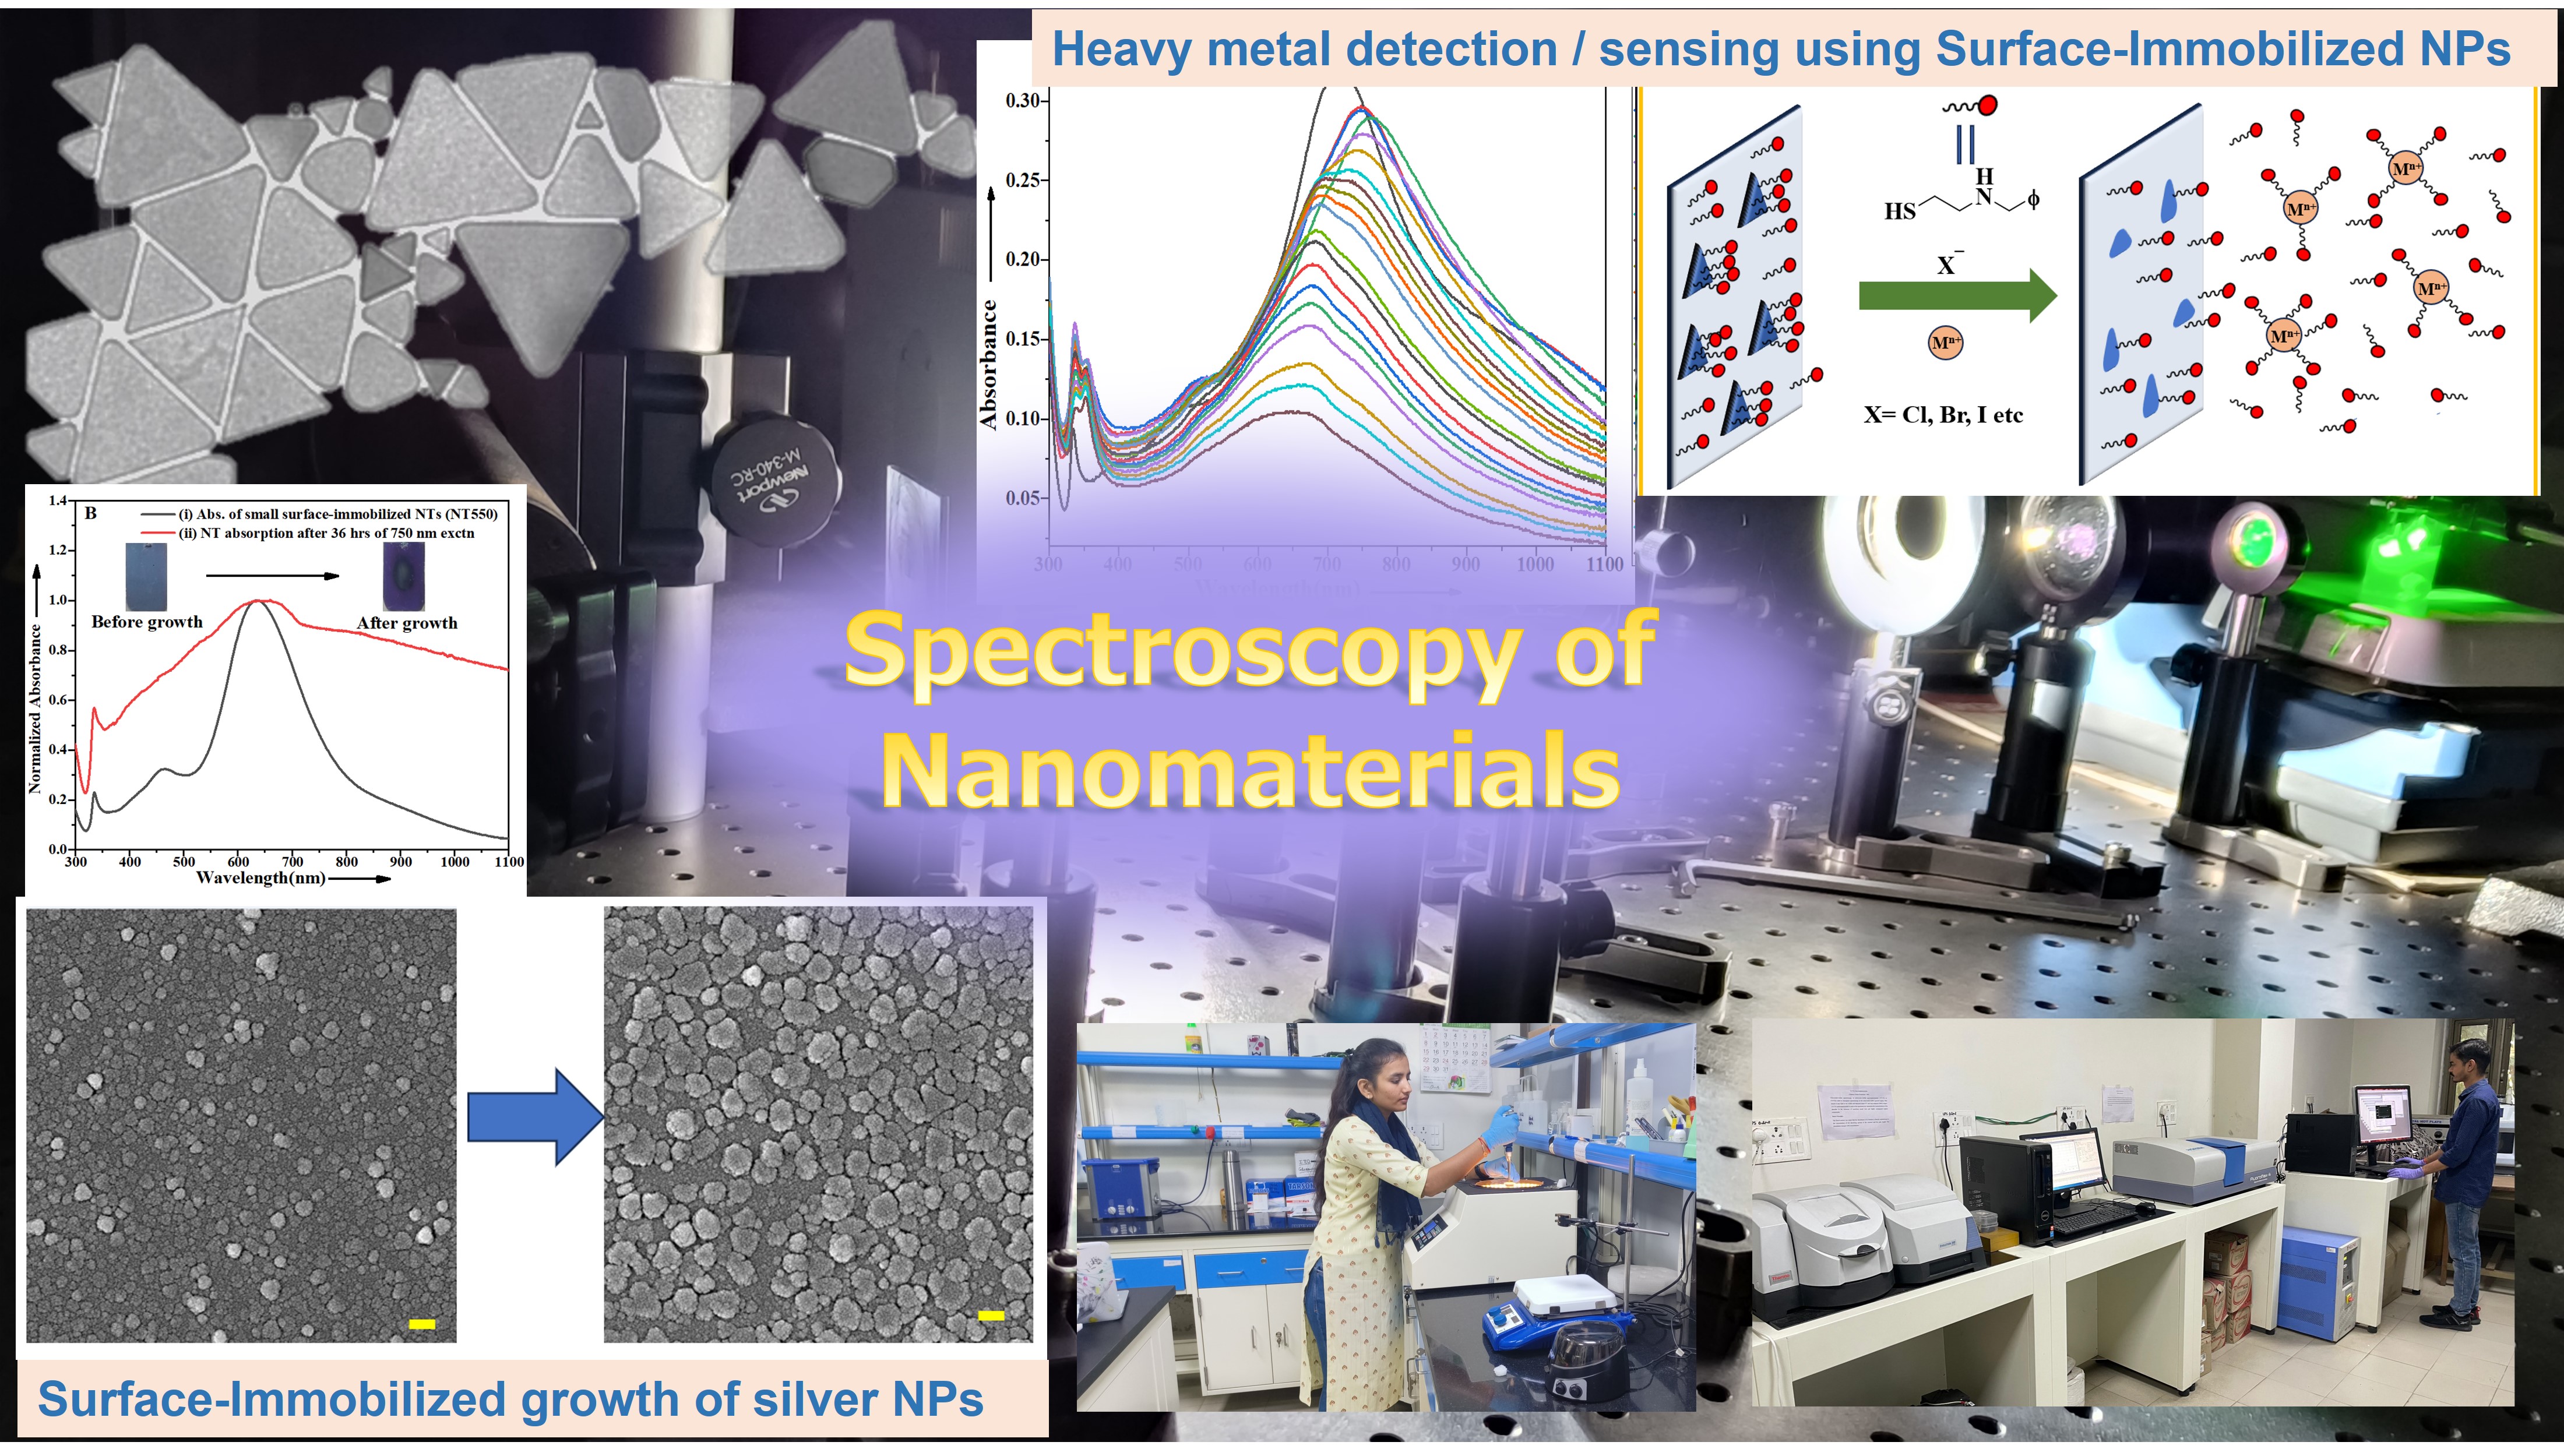 Heavy metal detection / sensing using Surface-Immobilized NPs
Absorbance
0.30
0.25
0.20
0.15
0.10
0.05
300 400 500 600 700 800 900 1000 1100
Wavelength(nm)
H
N
HS
ϕ
X⁻
Mⁿ⁺
X= Cl, Br, I etc
Mⁿ⁺
Mⁿ⁺
Mⁿ⁺
Mⁿ⁺
Newport
M-340-RC
B
(i) Abs. of small surface-immobilized NTs (NT550)
(ii) NT absorption after 36 hrs of 750 nm exctn
Before growth
After growth
Normalized Absorbance
1.4
1.2
1.0
0.8
0.6
0.4
0.2
0.0
300 400 500 600 700 800 900 1000 1100
Wavelength(nm)
Spectroscopy of
Nanomaterials
Surface-Immobilized growth of silver NPs